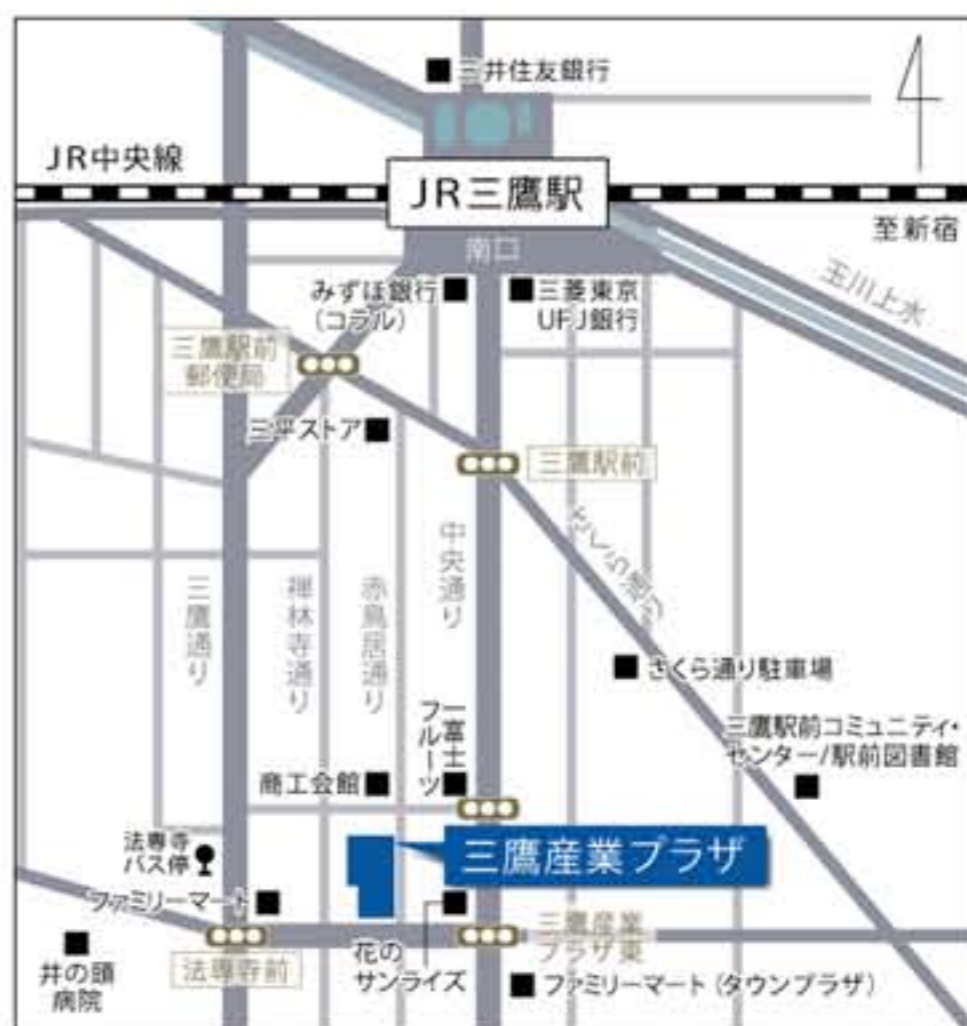 三井住友銀行
JR中央線
JR三鷹駅
至新宿
南口
玉川上水
みずほ銀行
(コラル)
三菱東京
UFJ銀行
三鷹駅前
郵便局
三平ストア
三鷹駅前
さくら通り
中央通り
三鷹通り
禅林寺通り
赤鳥居通り
さくら通り駐車場
一富士
フルーツ
三鷹駅前コミュニティ・
センター/駅前図書館
商工会館
三鷹産業プラザ
法専寺
バス停
ファミリーマート
三鷹産業
プラザ東
花の
サンライズ
法専寺前
井の頭
病院
ファミリーマート(タウンプラザ)